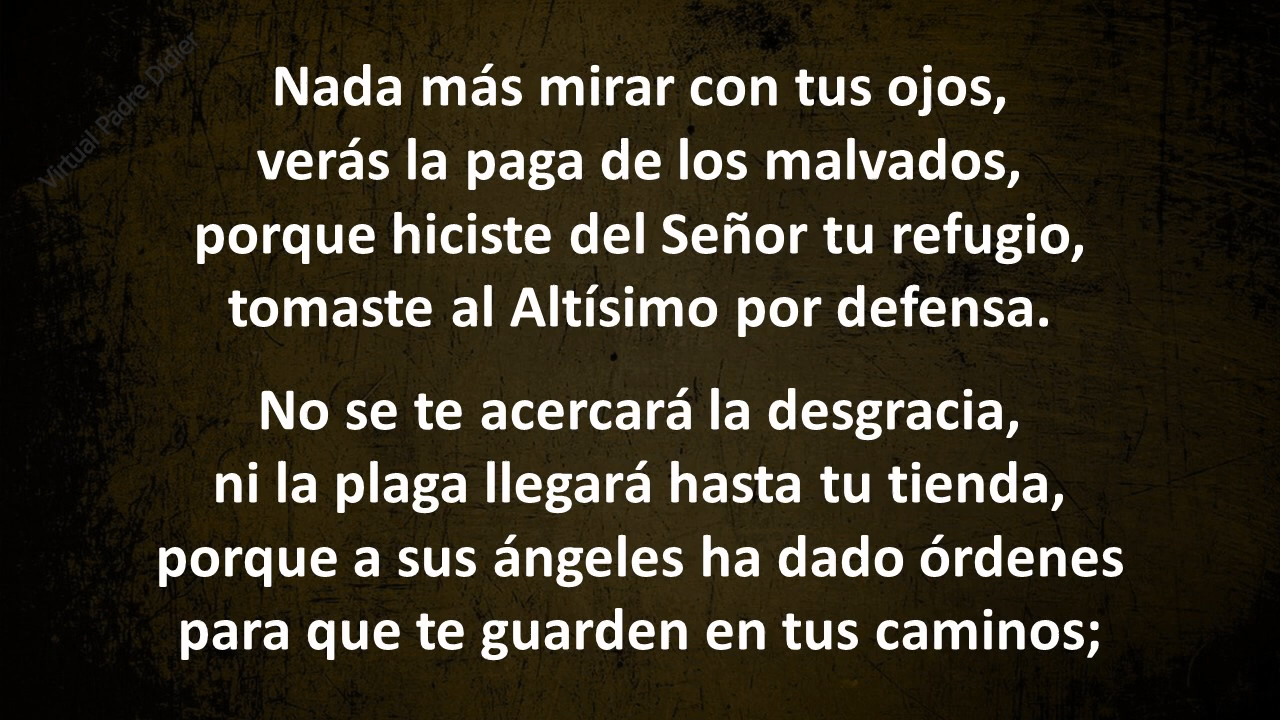 Virtual Padre Didier
Nada más mirar con tus ojos,
verás la paga de los malvados,
porque hiciste del Señor tu refugio,
tomaste al Altísimo por defensa.
No se te acercará la desgracia,
ni la plaga llegará hasta tu tienda,
porque a sus ángeles ha dado órdenes
para que te guarden en tus caminos;